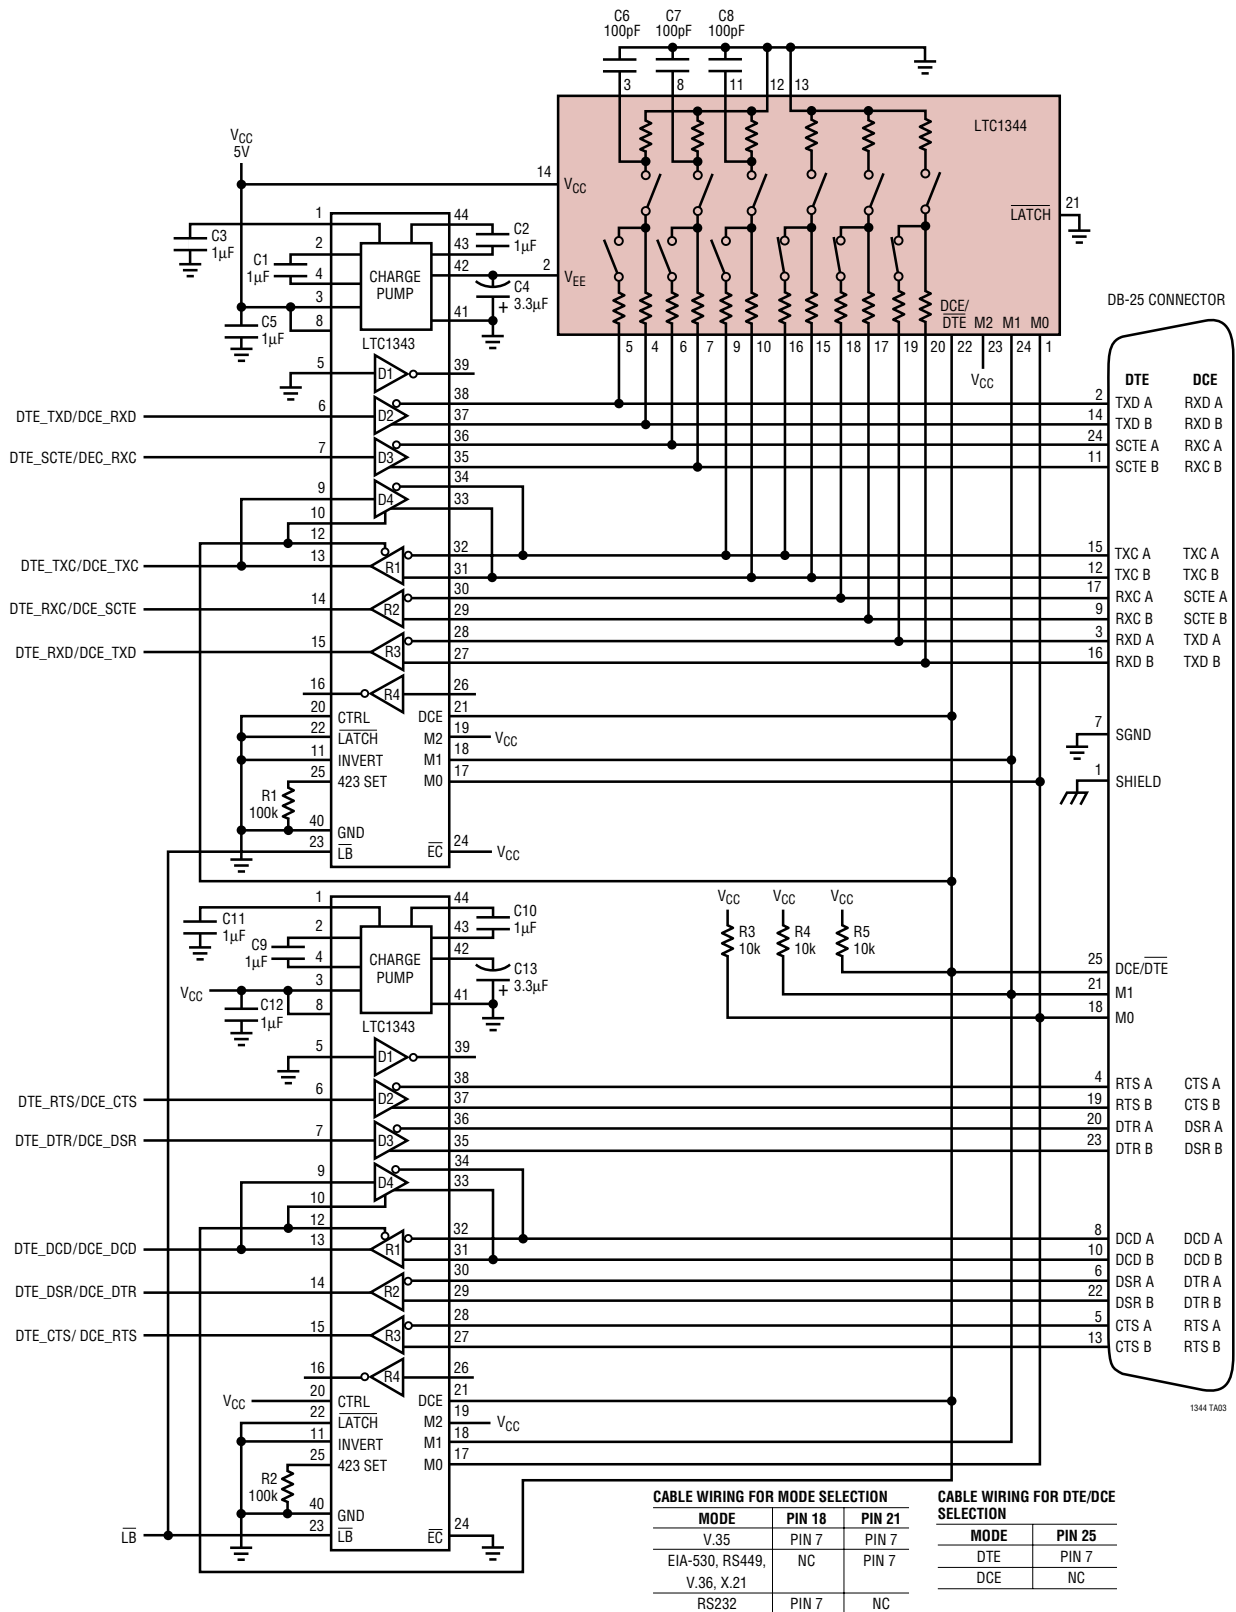 C6
100pF
C7
100pF
C8
100pF
3
8
11
12
13
LTC1344
VCC
5V
14
VCC
LATCH
21
1
44
C3
1µF
2
43
C2
1µF
C1
1µF
4
CHARGE
PUMP
42
2
VEE
3
C4
3.3µF
+
8
41
C5
1µF
LTC1343
DCE/
DTE
M2
M1
M0
5
4
6
7
9
10
16
15
18
17
19
20
22
23
24
1
VCC
DB-25 CONNECTOR
DTE
DCE
5
D1
39
DTE_TXD/DCE_RXD
6
D2
38
37
2
TXD A
RXD A
14
TXD B
RXD B
DTE_SCTE/DEC_RXC
7
D3
36
35
24
SCTE A
RXC A
11
SCTE B
RXC B
9
D4
34
33
10
12
DTE_TXC/DCE_TXC
13
R1
32
31
15
TXC A
TXC A
12
TXC B
TXC B
DTE_RXC/DCE_SCTE
14
R2
30
29
17
RXC A
SCTE A
9
RXC B
SCTE B
DTE_RXD/DCE_TXD
15
R3
28
27
3
RXD A
TXD A
16
RXD B
TXD B
16
R4
26
20
CTRL
DCE
21
22
LATCH
M2
19
VCC
11
INVERT
M1
18
25
423 SET
M0
17
R1
100k
40
GND
23
LB
EC
24
VCC
7
SGND
1
SHIELD
1
44
C11
1µF
2
43
C10
1µF
C9
1µF
4
CHARGE
PUMP
42
VCC
3
C13
3.3µF
+
8
41
C12
1µF
LTC1343
VCC
VCC
VCC
R3
10k
R4
10k
R5
10k
25
DCE/DTE
21
M1
18
M0
5
D1
39
DTE_RTS/DCE_CTS
6
D2
38
37
4
RTS A
CTS A
19
RTS B
CTS B
DTE_DTR/DCE_DSR
7
D3
36
35
20
DTR A
DSR A
23
DTR B
DSR B
9
D4
34
33
10
12
DTE_DCD/DCE_DCD
13
R1
32
31
8
DCD A
DCD A
10
DCD B
DCD B
DTE_DSR/DCE_DTR
14
R2
30
29
6
DSR A
DTR A
22
DSR B
DTR B
DTE_CTS/ DCE_RTS
15
R3
28
27
5
CTS A
RTS A
13
CTS B
RTS B
16
R4
26
VCC
20
CTRL
DCE
21
22
LATCH
M2
19
VCC
11
INVERT
M1
18
25
423 SET
M0
17
R2
100k
40
GND
LB
23
LB
EC
24
1344 TA03
CABLE WIRING FOR MODE SELECTION
MODE PIN 18 PIN 21
V.35 PIN 7 PIN 7
EIA-530, RS449, NC PIN 7
V.36, X.21
RS232 PIN 7 NC
CABLE WIRING FOR DTE/DCE
SELECTION
MODE PIN 25
DTE PIN 7
DCE NC